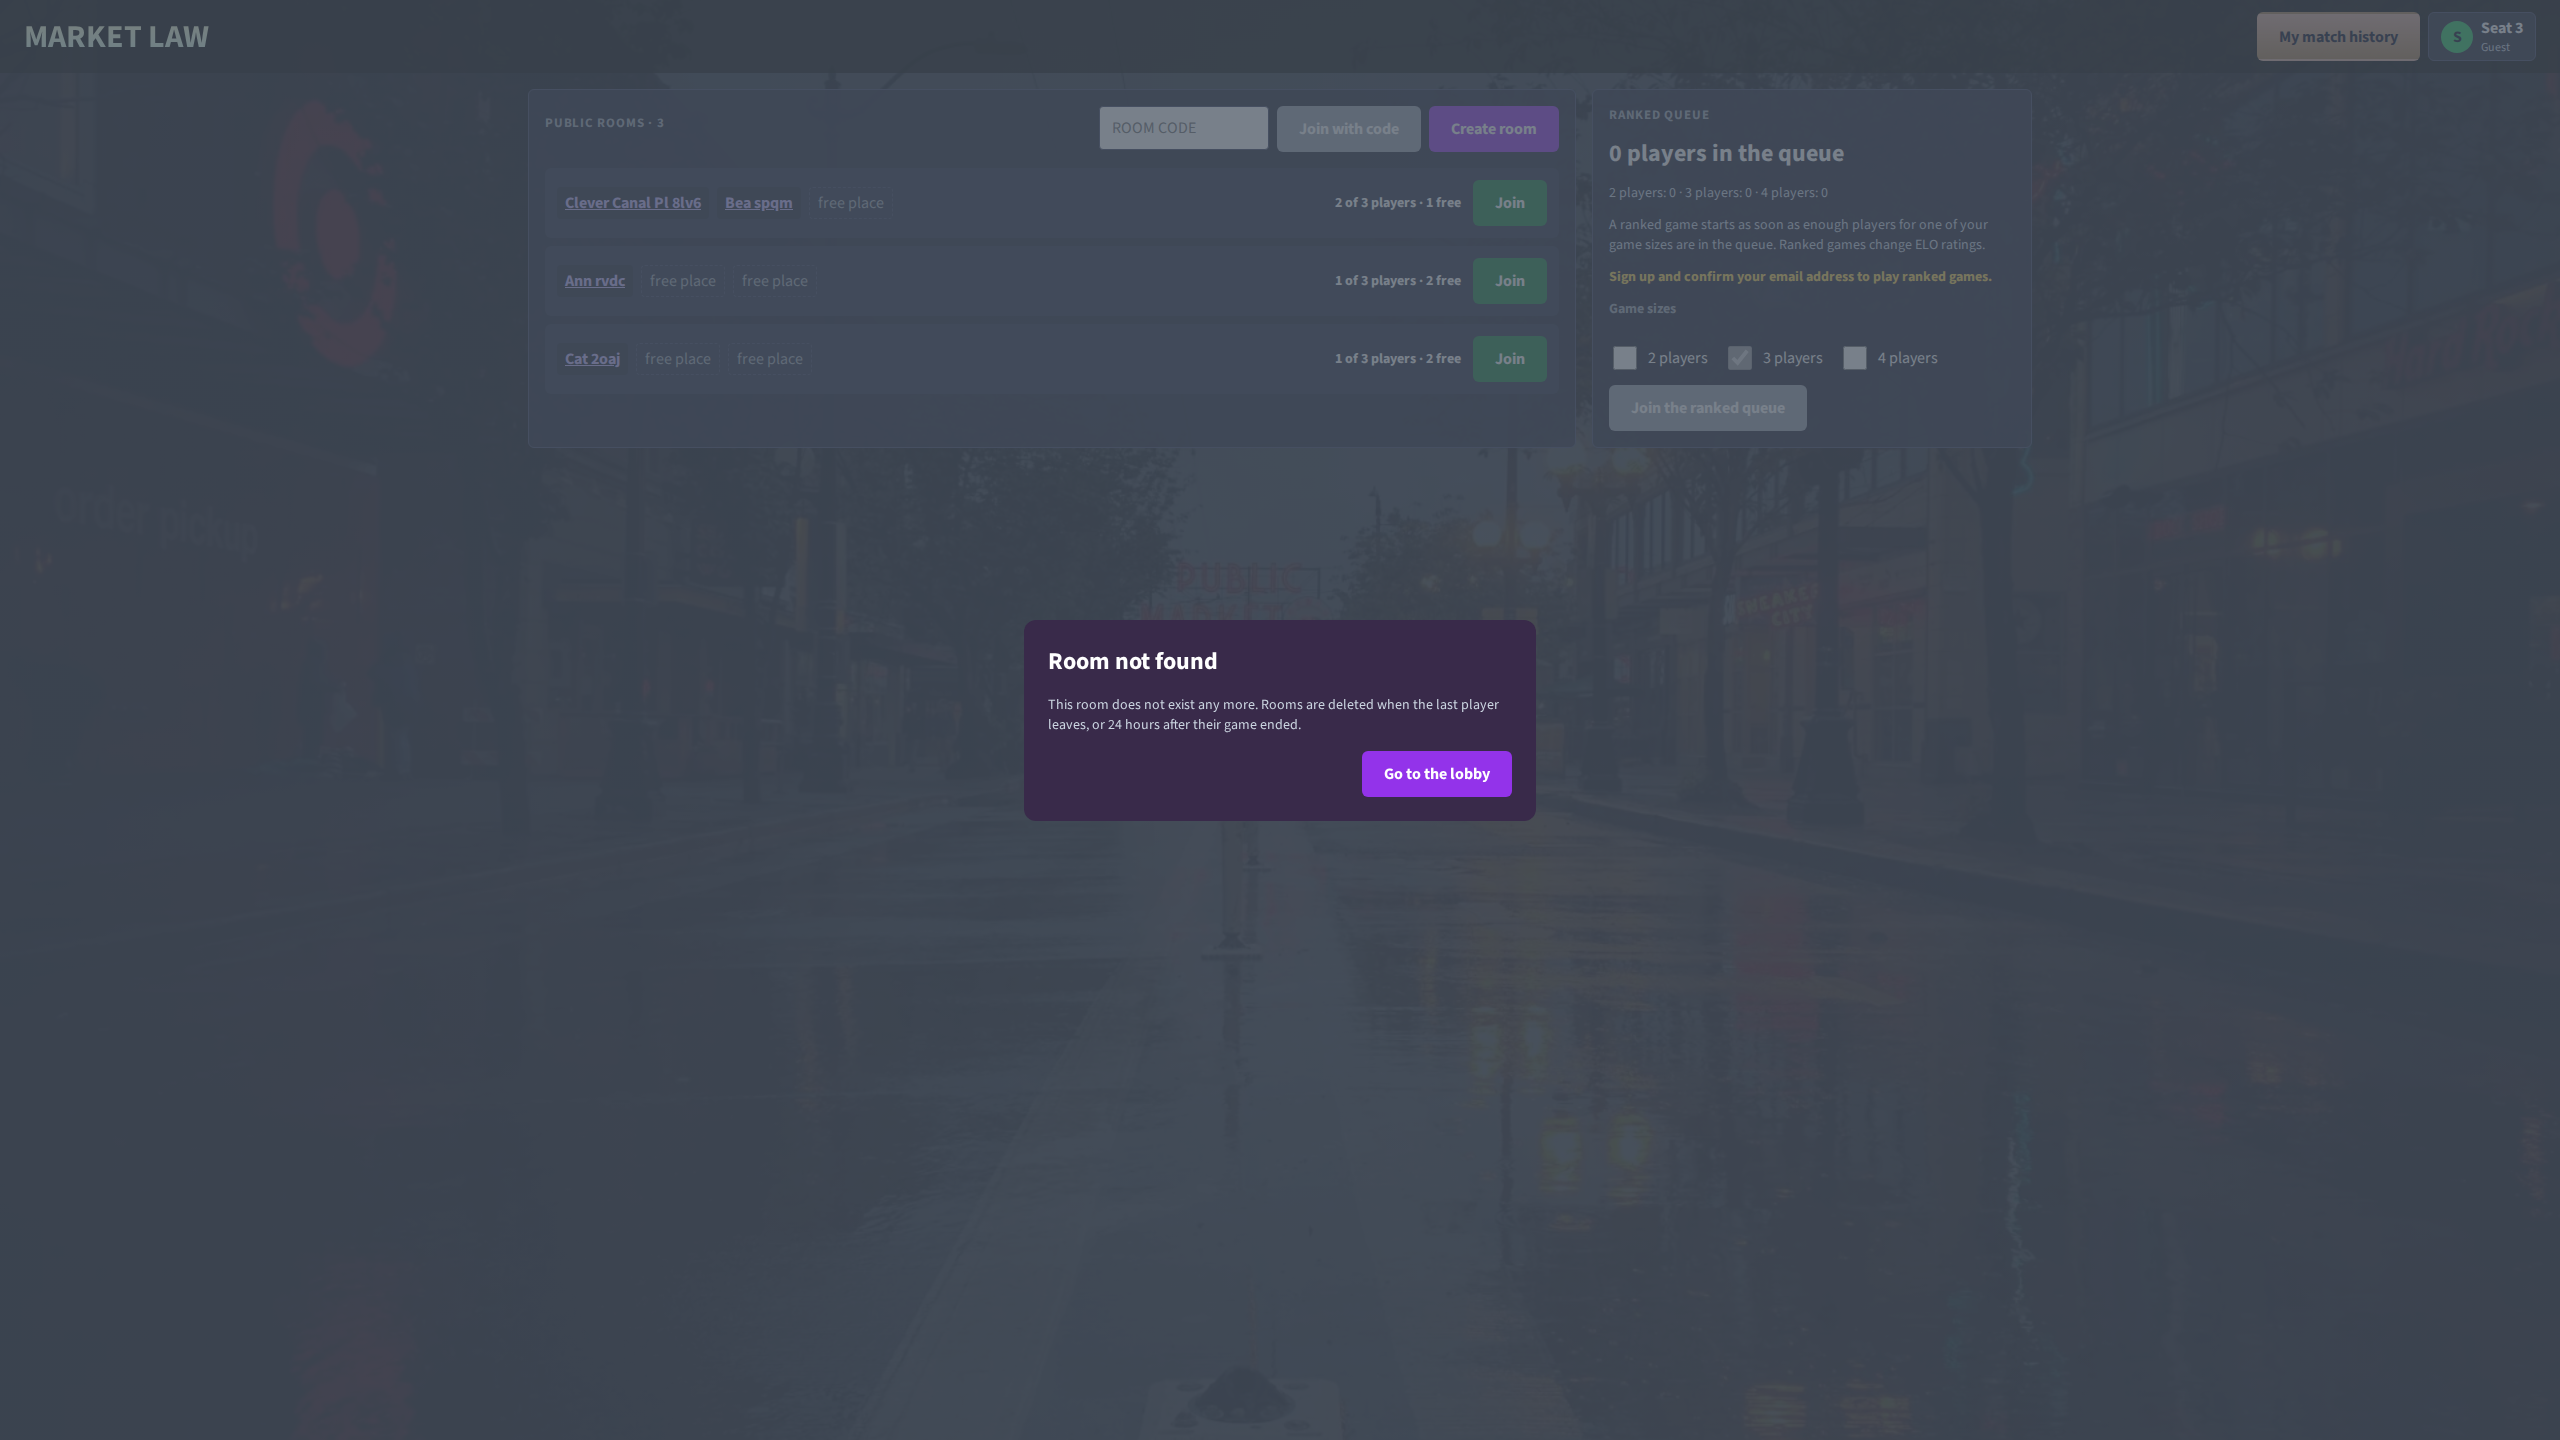 MARKET LAW
My match history
S
Seat 3
Guest
PUBLIC ROOMS · 3
ROOM CODE
Join with code
Create room
Clever Canal Pl 8lv6
Bea spqm
free place
2 of 3 players · 1 free
Join
Ann rvdc
free place
free place
1 of 3 players · 2 free
Join
Cat 2oaj
free place
free place
1 of 3 players · 2 free
Join
RANKED QUEUE
0 players in the queue
2 players: 0 · 3 players: 0 · 4 players: 0
A ranked game starts as soon as enough players for one of your
game sizes are in the queue. Ranked games change ELO ratings.
Sign up and confirm your email address to play ranked games.
Game sizes
2 players
3 players
4 players
Join the ranked queue
order pickup
PUBLIC
SNEAKER
CITY
Room not found
This room does not exist any more. Rooms are deleted when the last player
leaves, or 24 hours after their game ended.
Go to the lobby